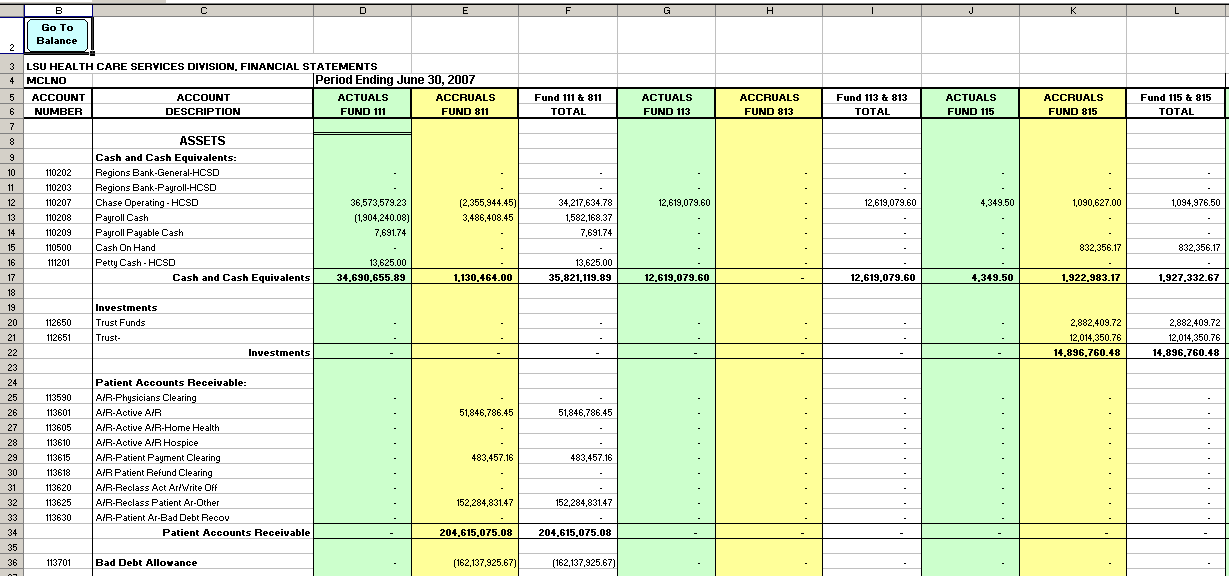 B C D E F G H I J K L
Go To
Balance
2
3 LSU HEALTH CARE SERVICES DIVISION, FINANCIAL STATEMENTS
4 MCLNO Period Ending June 30, 2007
5 ACCOUNT ACCOUNT ACTUALS ACCRUALS Fund 111 & 811 ACTUALS ACCRUALS Fund 113 & 813 ACTUALS ACCRUALS Fund 115 & 815
6 NUMBER DESCRIPTION FUND 111 FUND 811 TOTAL FUND 113 FUND 813 TOTAL FUND 115 FUND 815 TOTAL
7
8 ASSETS
9 Cash and Cash Equivalents:
10 110202 Regions Bank-General-HCSD - - - - - - - - -
11 110203 Regions Bank-Payroll-HCSD - - - - - - - - -
12 110207 Chase Operating - HCSD 36,573,579.23 (2,355,944.45) 34,217,634.78 12,619,079.60 - 12,619,079.60 4,349.50 1,090,627.00 1,094,976.50
13 110208 Payroll Cash (1,904,240.08) 3,486,408.45 1,582,168.37 - - - - - -
14 110209 Payroll Payable Cash 7,691.74 - 7,691.74 - - - - - -
15 110500 Cash On Hand - - - - - - - 832,356.17 832,356.17
16 111201 Petty Cash - HCSD 13,625.00 - 13,625.00 - - - - - -
17 Cash and Cash Equivalents 34,690,655.89 1,130,464.00 35,821,119.89 12,619,079.60 - 12,619,079.60 4,349.50 1,922,983.17 1,927,332.67
18
19 Investments
20 112650 Trust Funds - - - - - - - 2,882,409.72 2,882,409.72
21 112651 Trust- - - - - - - - 12,014,350.76 12,014,350.76
22 Investments - - - - - - - 14,896,760.48 14,896,760.48
23
24 Patient Accounts Receivable:
25 113590 A/R-Physicians Clearing - - - - - - - - -
26 113601 A/R-Active A/R - 51,846,786.45 51,846,786.45 - - - - - -
27 113605 A/R-Active A/R-Home Health - - - - - - - - -
28 113610 A/R-Active A/R Hospice - - - - - - - - -
29 113615 A/R-Patient Payment Clearing - 483,457.16 483,457.16 - - - - - -
30 113618 A/R Patient Refund Clearing - - - - - - - - -
31 113620 A/R-Reclass Act Ar/Write Off - - - - - - - - -
32 113625 A/R-Reclass Patient Ar-Other - 152,284,831.47 152,284,831.47 - - - - - -
33 113630 A/R-Patient Ar-Bad Debt Recov - - - - - - - - -
34 Patient Accounts Receivable - 204,615,075.08 204,615,075.08 - - - - - -
35
36 113701 Bad Debt Allowance - (162,137,925.67) (162,137,925.67) - - - - - -